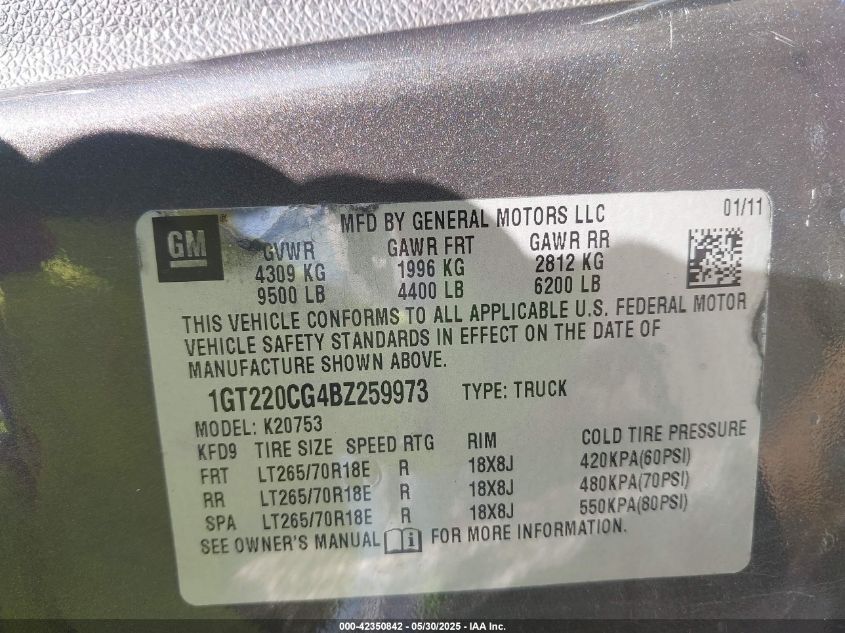 GM
MFD BY GENERAL MOTORS LLC 01/11
GVWR GAWR FRT GAWR RR
4309 KG 1996 KG 2812 KG
9500 LB 4400 LB 6200 LB
THIS VEHICLE CONFORMS TO ALL APPLICABLE U.S. FEDERAL MOTOR
VEHICLE SAFETY STANDARDS IN EFFECT ON THE DATE OF
MANUFACTURE SHOWN ABOVE.
1GT220CG4BZ259973 TYPE: TRUCK
MODEL: K20753
KFD9 TIRE SIZE SPEED RTG RIM COLD TIRE PRESSURE
FRT LT265/70R18E R 18X8J 420KPA(60PSI)
RR LT265/70R18E R 18X8J 480KPA(70PSI)
SPA LT265/70R18E R 18X8J 550KPA(80PSI)
SEE OWNER'S MANUAL i FOR MORE INFORMATION.
000-42350842 - 05/30/2025 - IAA Inc.